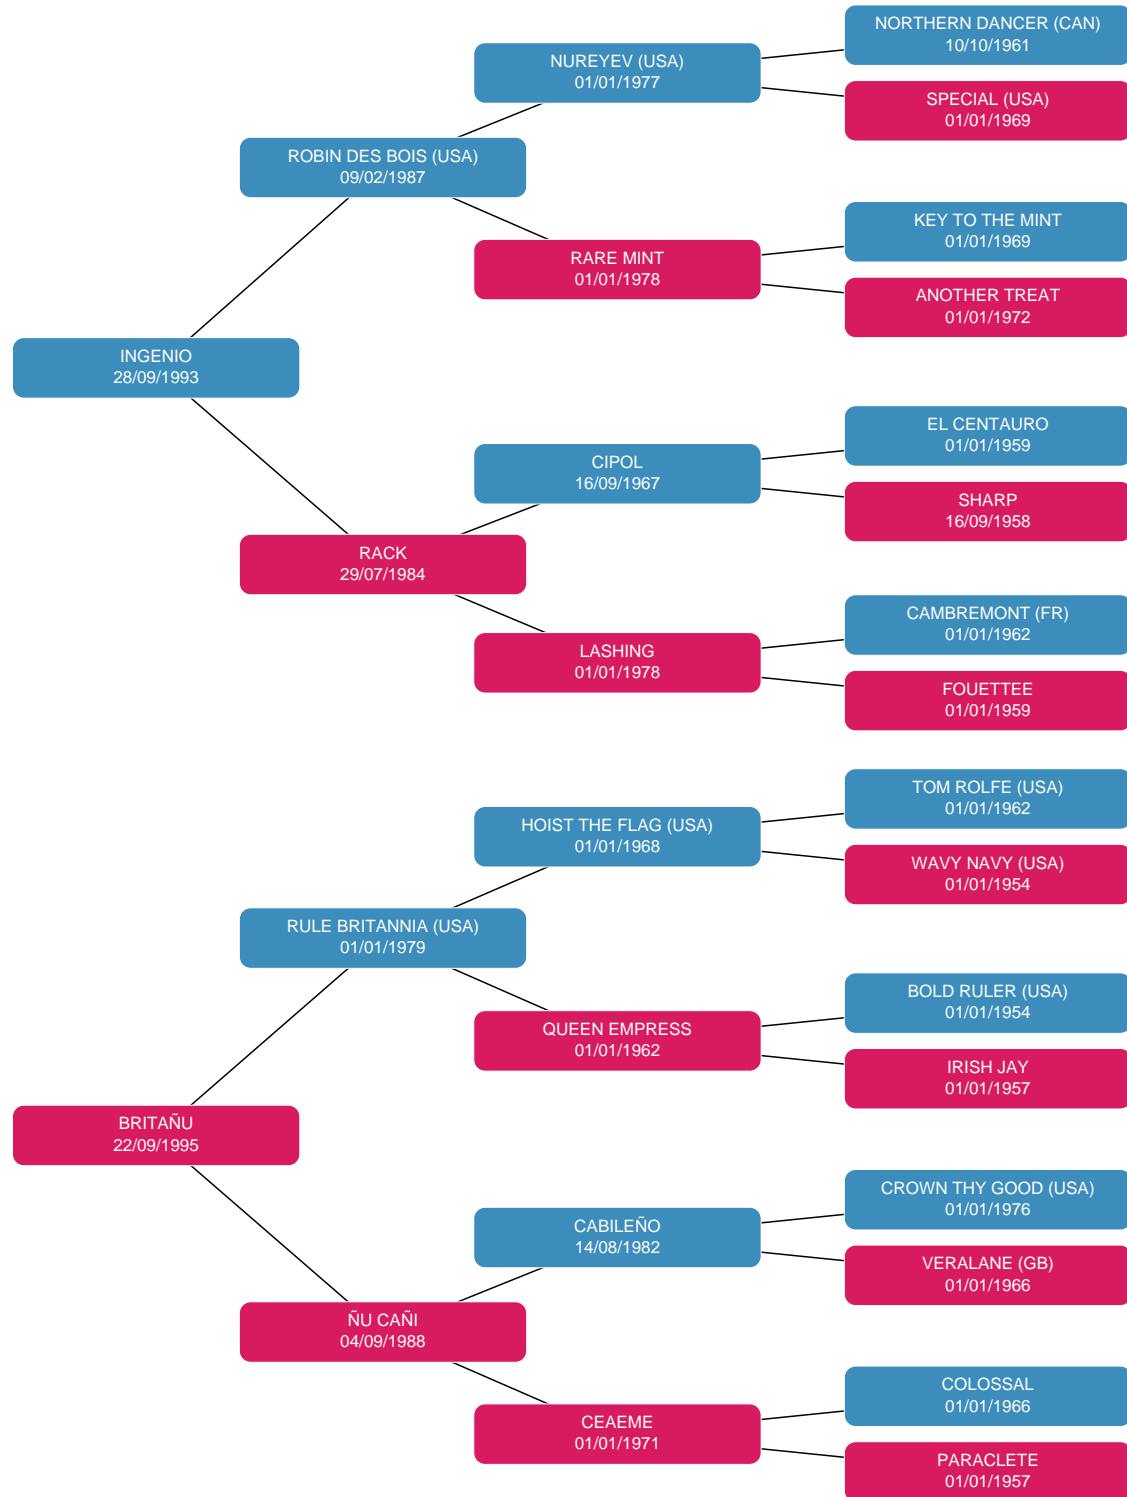 NORTHERN DANCER (CAN)
10/10/1961
NUREYEV (USA)
01/01/1977
SPECIAL (USA)
01/01/1969
ROBIN DES BOIS (USA)
09/02/1987
KEY TO THE MINT
01/01/1969
RARE MINT
01/01/1978
ANOTHER TREAT
01/01/1972
INGENIO
28/09/1993
EL CENTAURO
01/01/1959
CIPOL
16/09/1967
SHARP
16/09/1958
RACK
29/07/1984
CAMBREMONT (FR)
01/01/1962
LASHING
01/01/1978
FOUETTEE
01/01/1959
TOM ROLFE (USA)
01/01/1962
HOIST THE FLAG (USA)
01/01/1968
WAVY NAVY (USA)
01/01/1954
RULE BRITANNIA (USA)
01/01/1979
BOLD RULER (USA)
01/01/1954
QUEEN EMPRESS
01/01/1962
IRISH JAY
01/01/1957
BRITAÑU
22/09/1995
CROWN THY GOOD (USA)
01/01/1976
CABILEÑO
14/08/1982
VERALANE (GB)
01/01/1966
ÑU CAÑI
04/09/1988
COLOSSAL
01/01/1966
CEAEME
01/01/1971
PARACLETE
01/01/1957